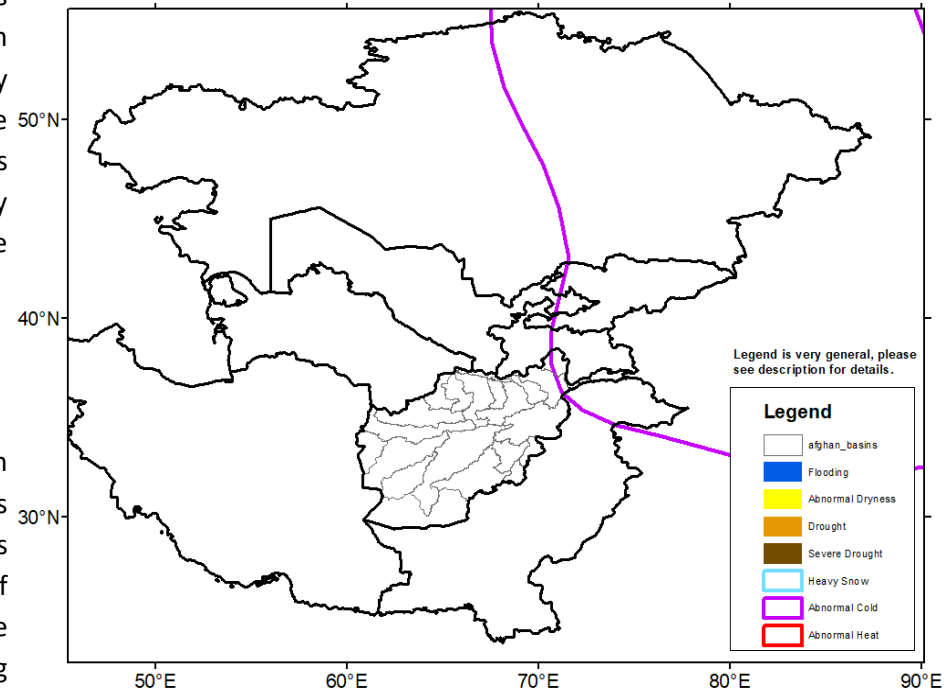 50°N
40°N
30°N
50°E
60°E
70°E
80°E
90°E
Legend is very general, please
see description for details.
Legend
afghan_basins
Flooding
Abnormal Dryness
Drought
Severe Drought
Heavy Snow
Abnormal Cold
Abnormal Heat